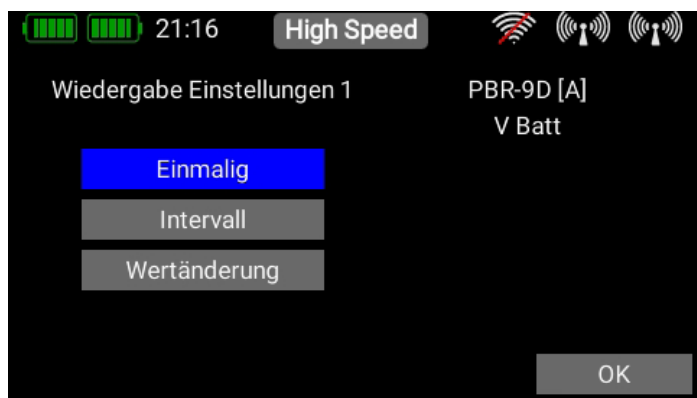 21:16 High Speed
Wiedergabe Einstellungen 1 PBR-9D [A]
V Batt
Einmalig
Intervall
Wertänderung
OK